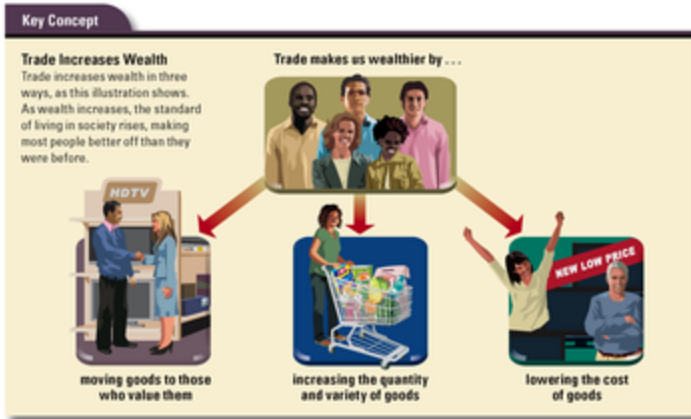 Key Concept
Trade Increases Wealth
Trade increases wealth in three
ways, as this illustration shows.
As wealth increases, the standard
of living in society rises, making
most people better off than they
were before.
Trade makes us wealthier by . . .
HDTV
NEW LOW PRICE
moving goods to those
who value them
increasing the quantity
and variety of goods
lowering the cost
of goods